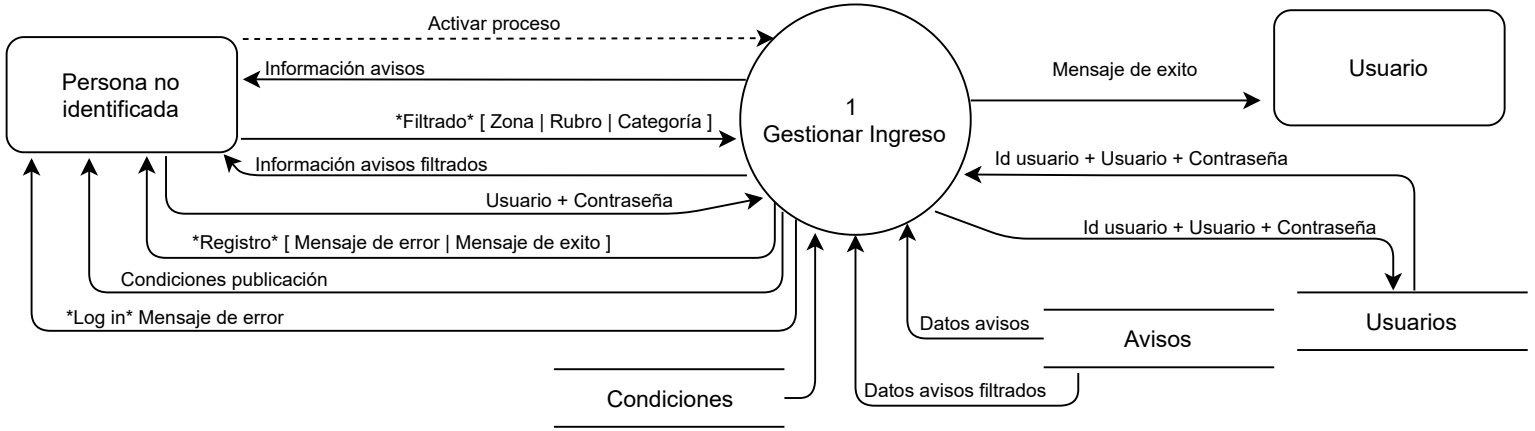 Activar proceso
Persona no
identificada
Información avisos
1
Gestionar Ingreso
Mensaje de exito
Usuario
*Filtrado* [ Zona | Rubro | Categoría ]
Información avisos filtrados
Id usuario + Usuario + Contraseña
Usuario + Contraseña
Id usuario + Usuario + Contraseña
*Registro* [ Mensaje de error | Mensaje de exito ]
Condiciones publicación
*Log in* Mensaje de error
Datos avisos
Avisos
Usuarios
Datos avisos filtrados
Condiciones